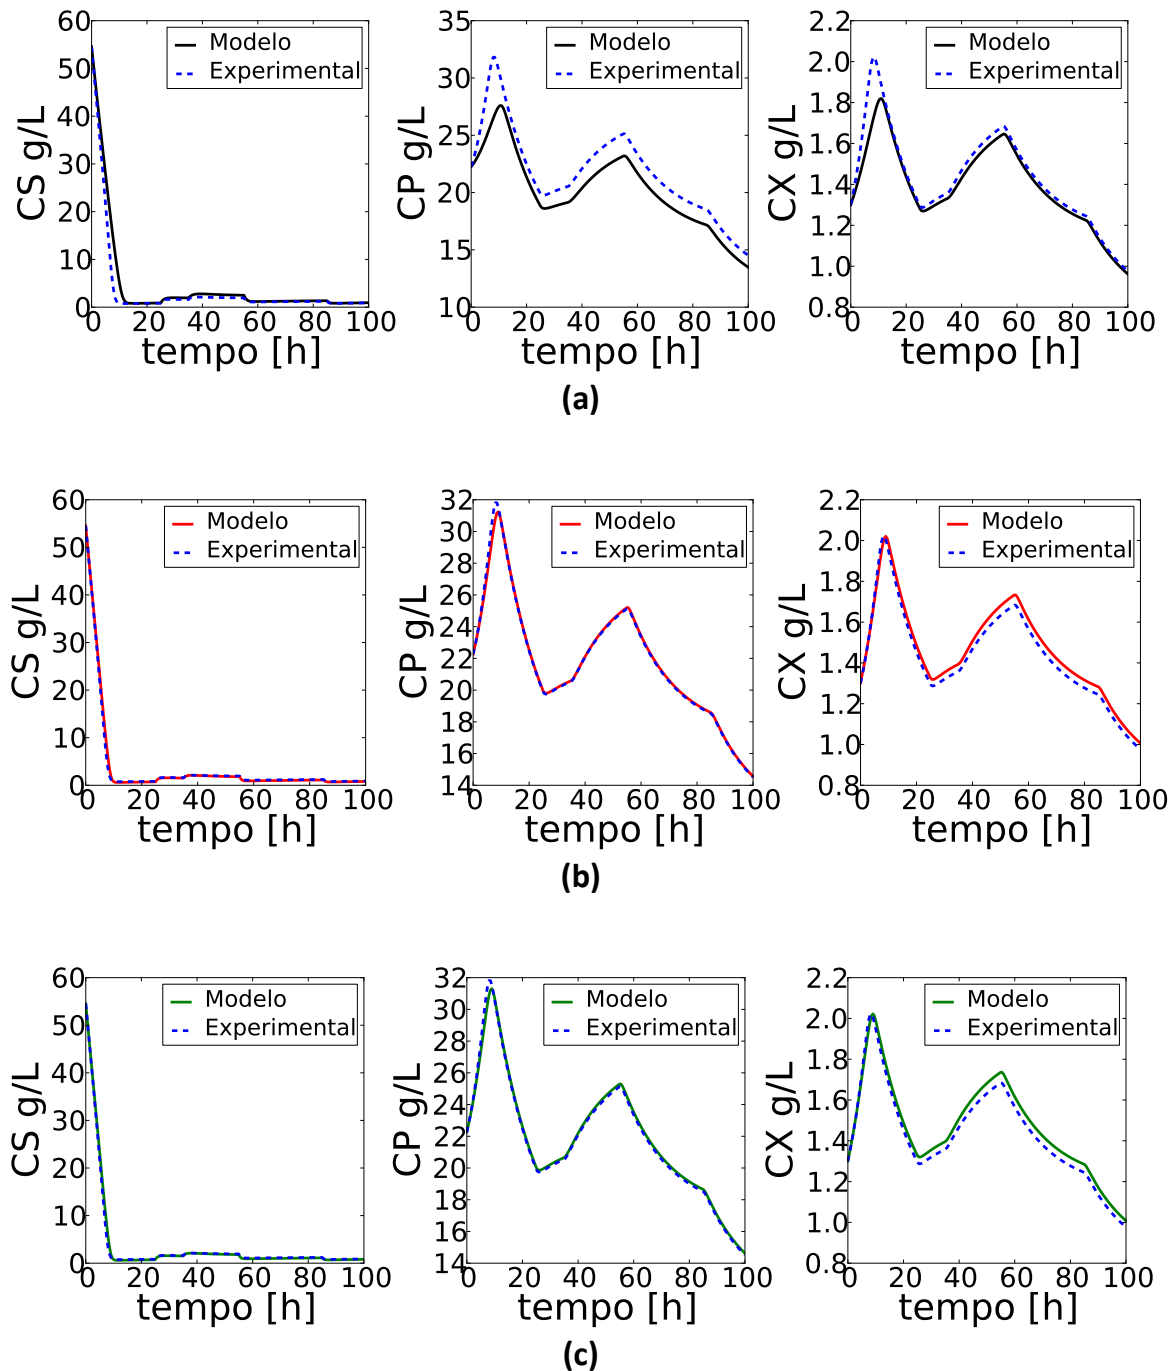 60
50
40
30
20
10
0
CS g/L
Modelo
Experimental
0 20 40 60 80 100
tempo [h]
35
30
25
20
15
10
CP g/L
Modelo
Experimental
0 20 40 60 80 100
tempo [h]
2.2
2.0
1.8
1.6
1.4
1.2
1.0
0.8
CX g/L
Modelo
Experimental
0 20 40 60 80 100
tempo [h]
(a)
60
50
40
30
20
10
0
CS g/L
Modelo
Experimental
0 20 40 60 80 100
tempo [h]
32
30
28
26
24
22
20
18
16
14
CP g/L
Modelo
Experimental
0 20 40 60 80 100
tempo [h]
2.2
2.0
1.8
1.6
1.4
1.2
1.0
0.8
CX g/L
Modelo
Experimental
0 20 40 60 80 100
tempo [h]
(b)
60
50
40
30
20
10
0
CS g/L
Modelo
Experimental
0 20 40 60 80 100
tempo [h]
32
30
28
26
24
22
20
18
16
14
CP g/L
Modelo
Experimental
0 20 40 60 80 100
tempo [h]
2.2
2.0
1.8
1.6
1.4
1.2
1.0
0.8
CX g/L
Modelo
Experimental
0 20 40 60 80 100
tempo [h]
(c)